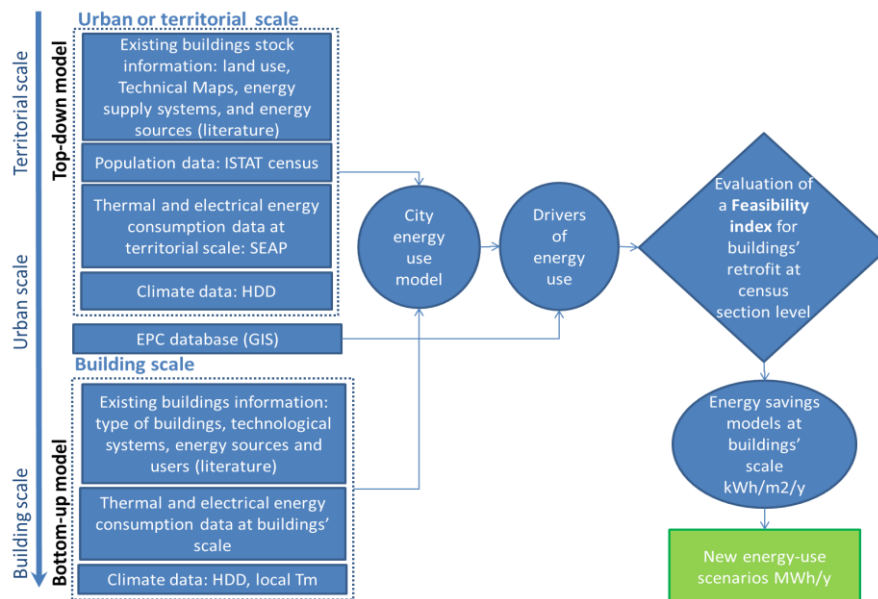 Urban or territorial scale
Territorial scale
Urban scale
Building scale
Top-down model
Existing buildings stock
information: land use,
Technical Maps, energy
supply systems, and energy
sources (literature)
Population data: ISTAT census
Thermal and electrical energy
consumption data at
territorial scale: SEAP
Climate data: HDD
EPC database (GIS)
Building scale
Bottom-up model
Existing buildings information:
type of buildings, technological
systems, energy sources and
users (literature)
Thermal and electrical energy
consumption data at buildings'
scale
Climate data: HDD, local Tm
City
energy
use
model
Drivers
of
energy
use
Evaluation of
a Feasibility
index for
buildings'
retrofit at
census
section level
Energy savings
models at
buildings'
scale
kWh/m2/y
New energy-use
scenarios MWh/y